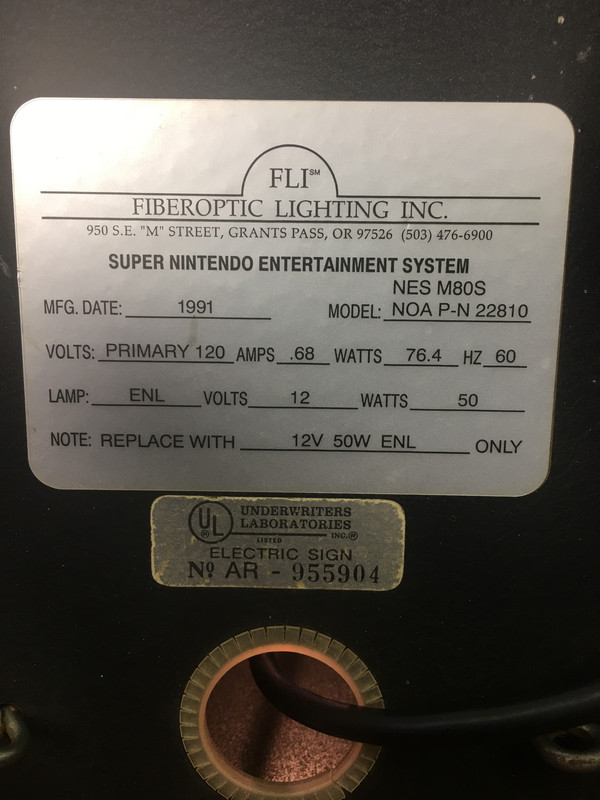 FLI℠
FIBEROPTIC LIGHTING INC.
950 S.E. "M" STREET, GRANTS PASS, OR 97526 (503) 476-6900
SUPER NINTENDO ENTERTAINMENT SYSTEM
NES M80S
MFG. DATE: 1991 MODEL: NOA P-N 22810
VOLTS: PRIMARY 120 AMPS .68 WATTS 76.4 HZ 60
LAMP: ENL VOLTS 12 WATTS 50
NOTE: REPLACE WITH 12V 50W ENL ONLY
UL®
UNDERWRITERS
LABORATORIES
LISTED INC.®
ELECTRIC SIGN
Nº AR - 955904